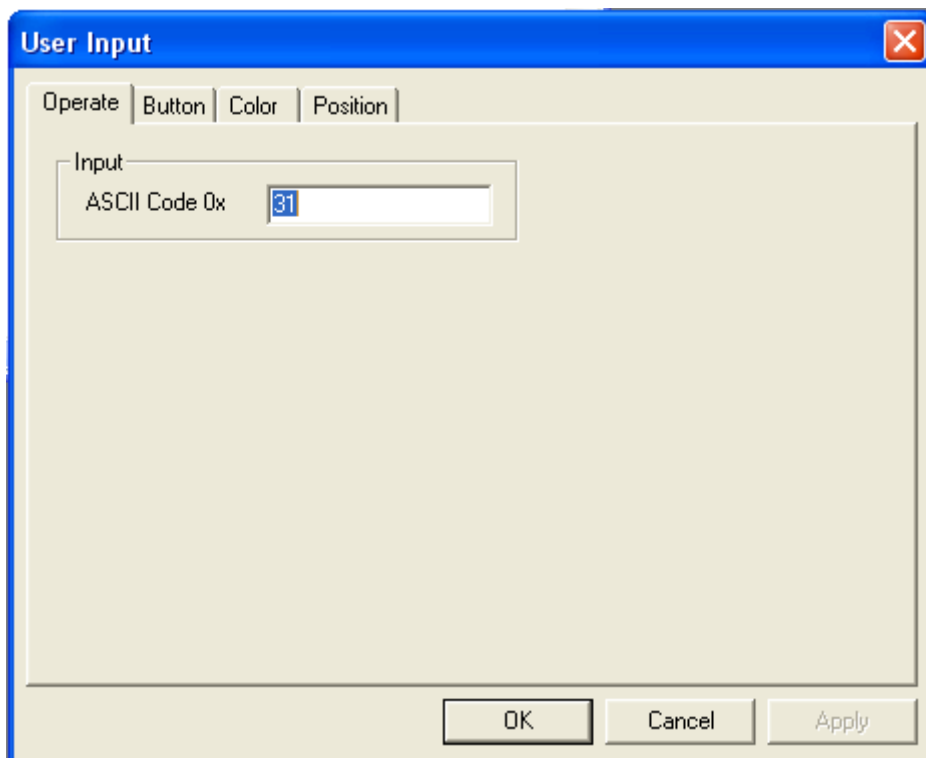 User Input
Operate Button Color Position
Input
ASCII Code 0x 31
OK Cancel Apply